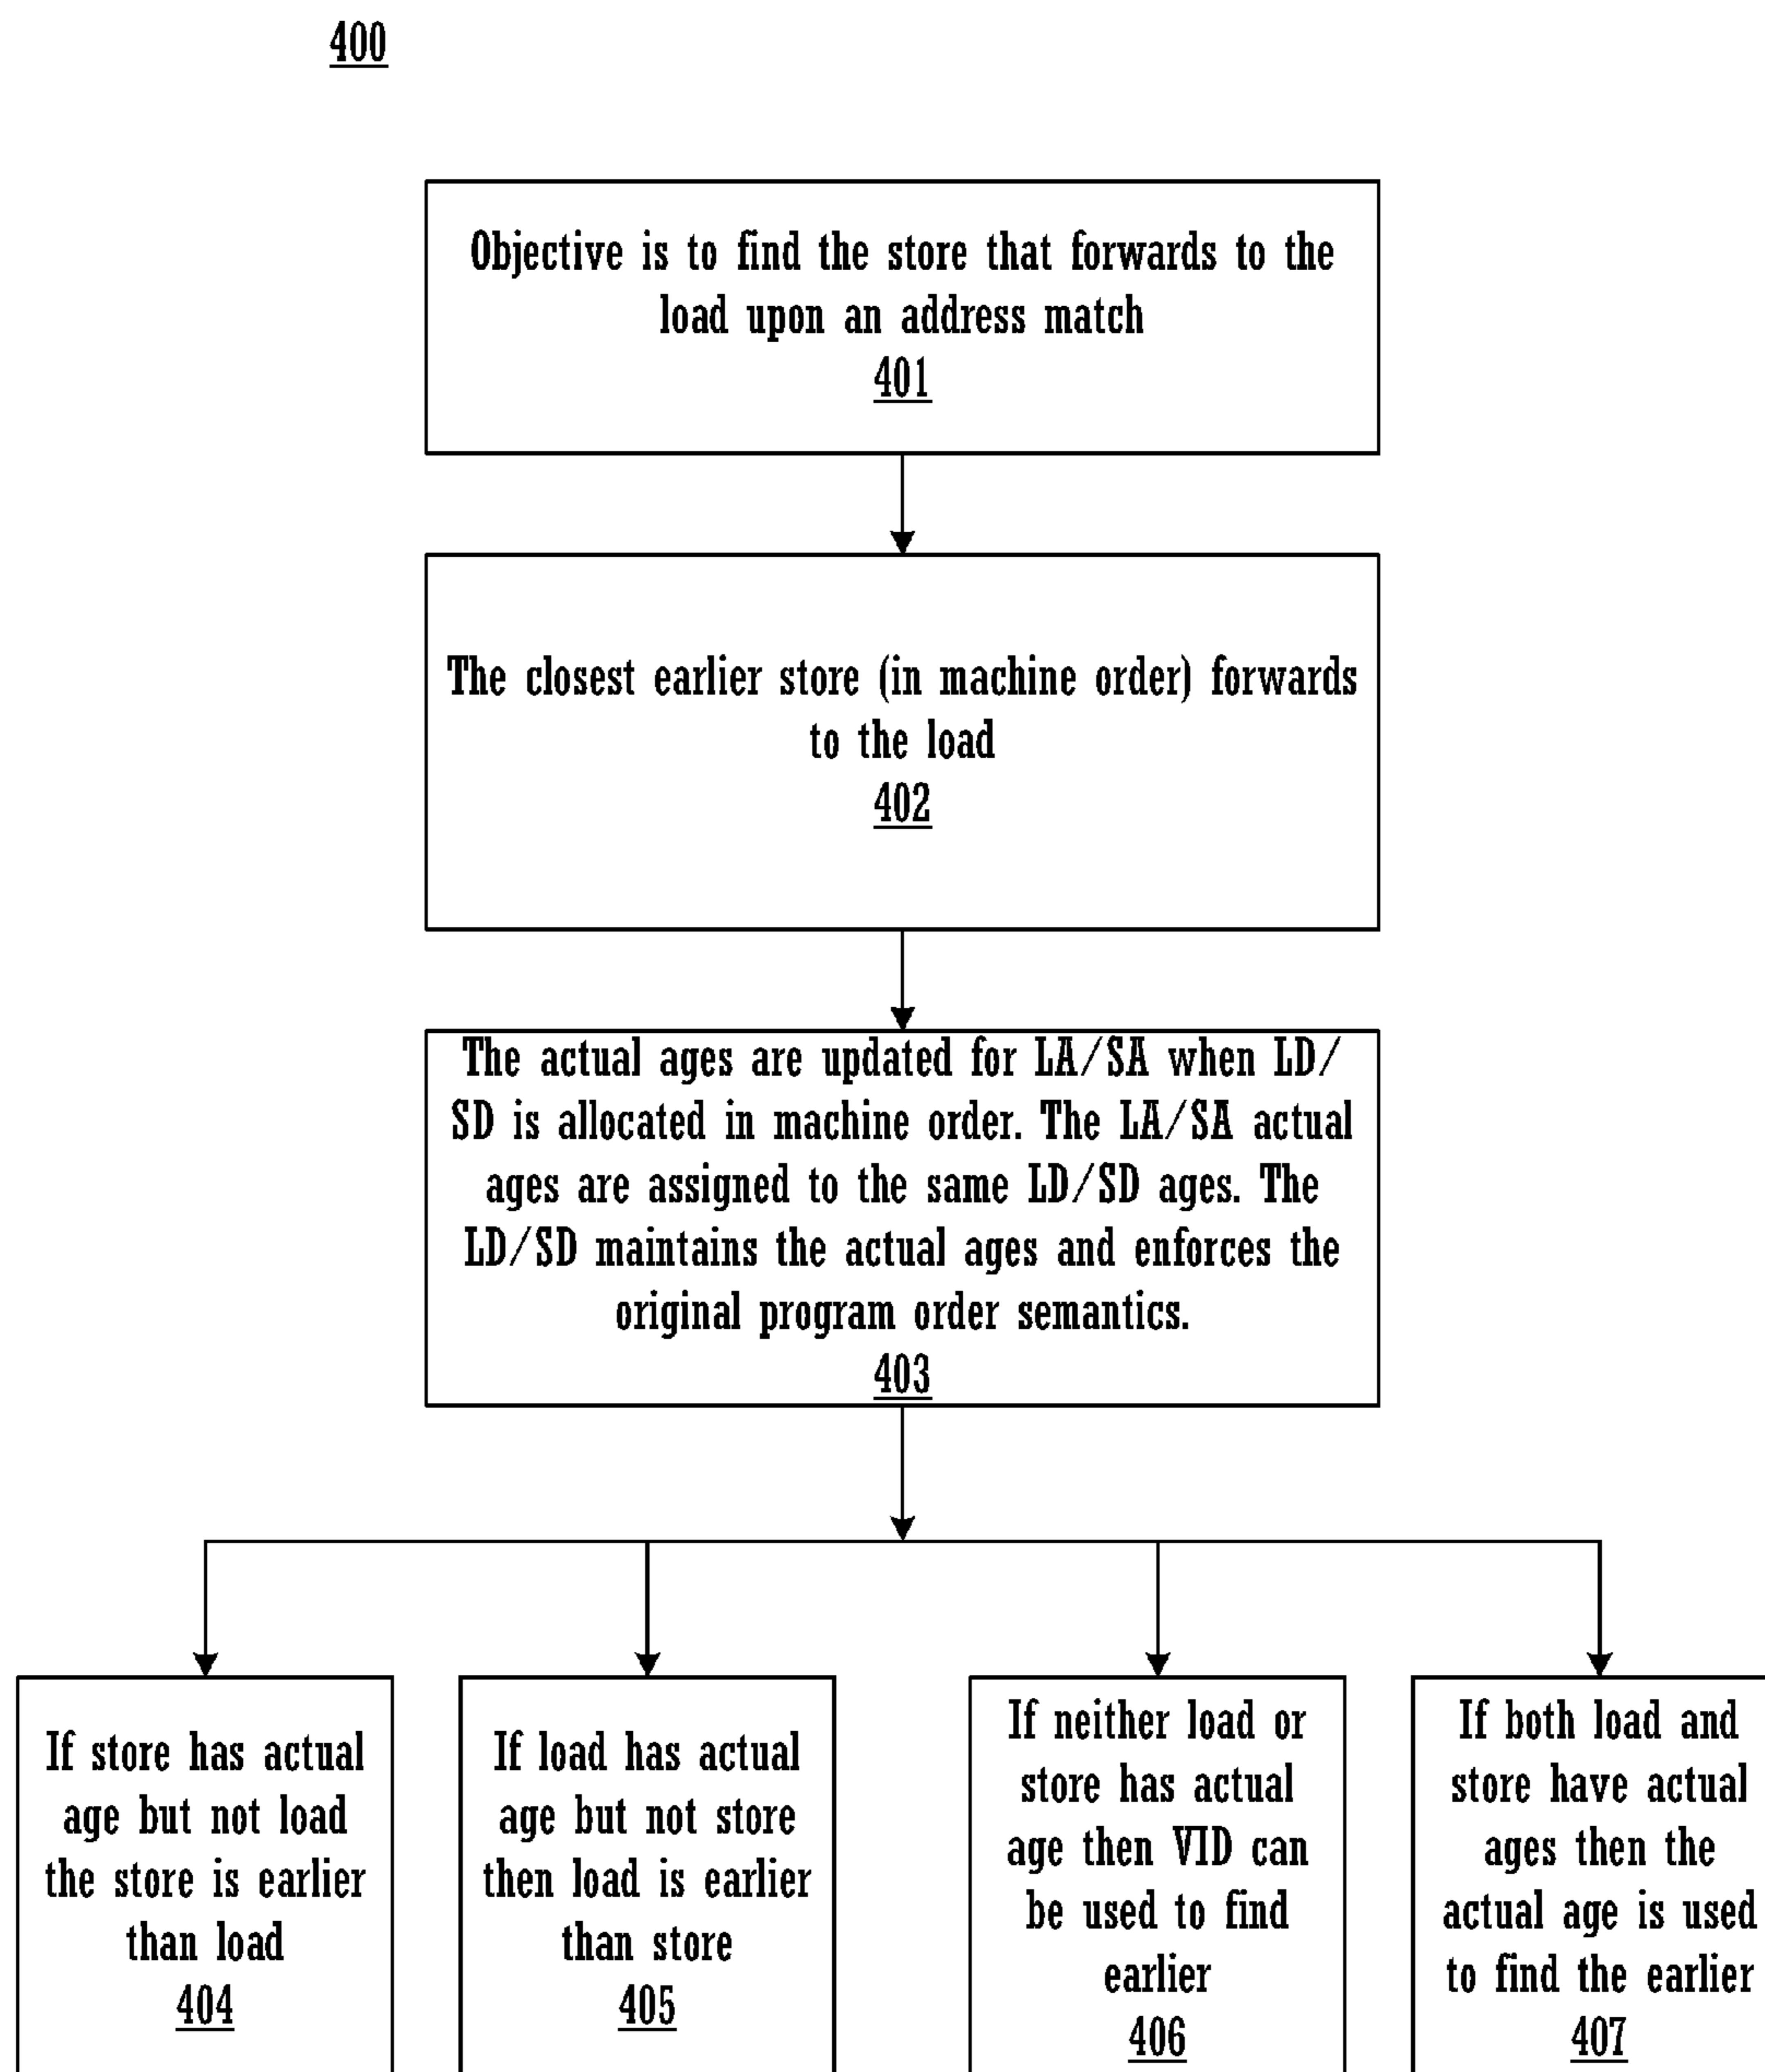 400
Objective is to find the store that forwards to the
load upon an address match
401
The closest earlier store (in machine order) forwards
to the load
402
The actual ages are updated for LA/SA when LD/
SD is allocated in machine order. The LA/SA actual
ages are assigned to the same LD/SD ages. The
LD/SD maintains the actual ages and enforces the
original program order semantics.
403
If store has actual
age but not load
the store is earlier
than load
404
If load has actual
age but not store
then load is earlier
than store
405
If neither load or
store has actual
age then VID can
be used to find
earlier
406
If both load and
store have actual
ages then the
actual age is used
to find the earlier
407